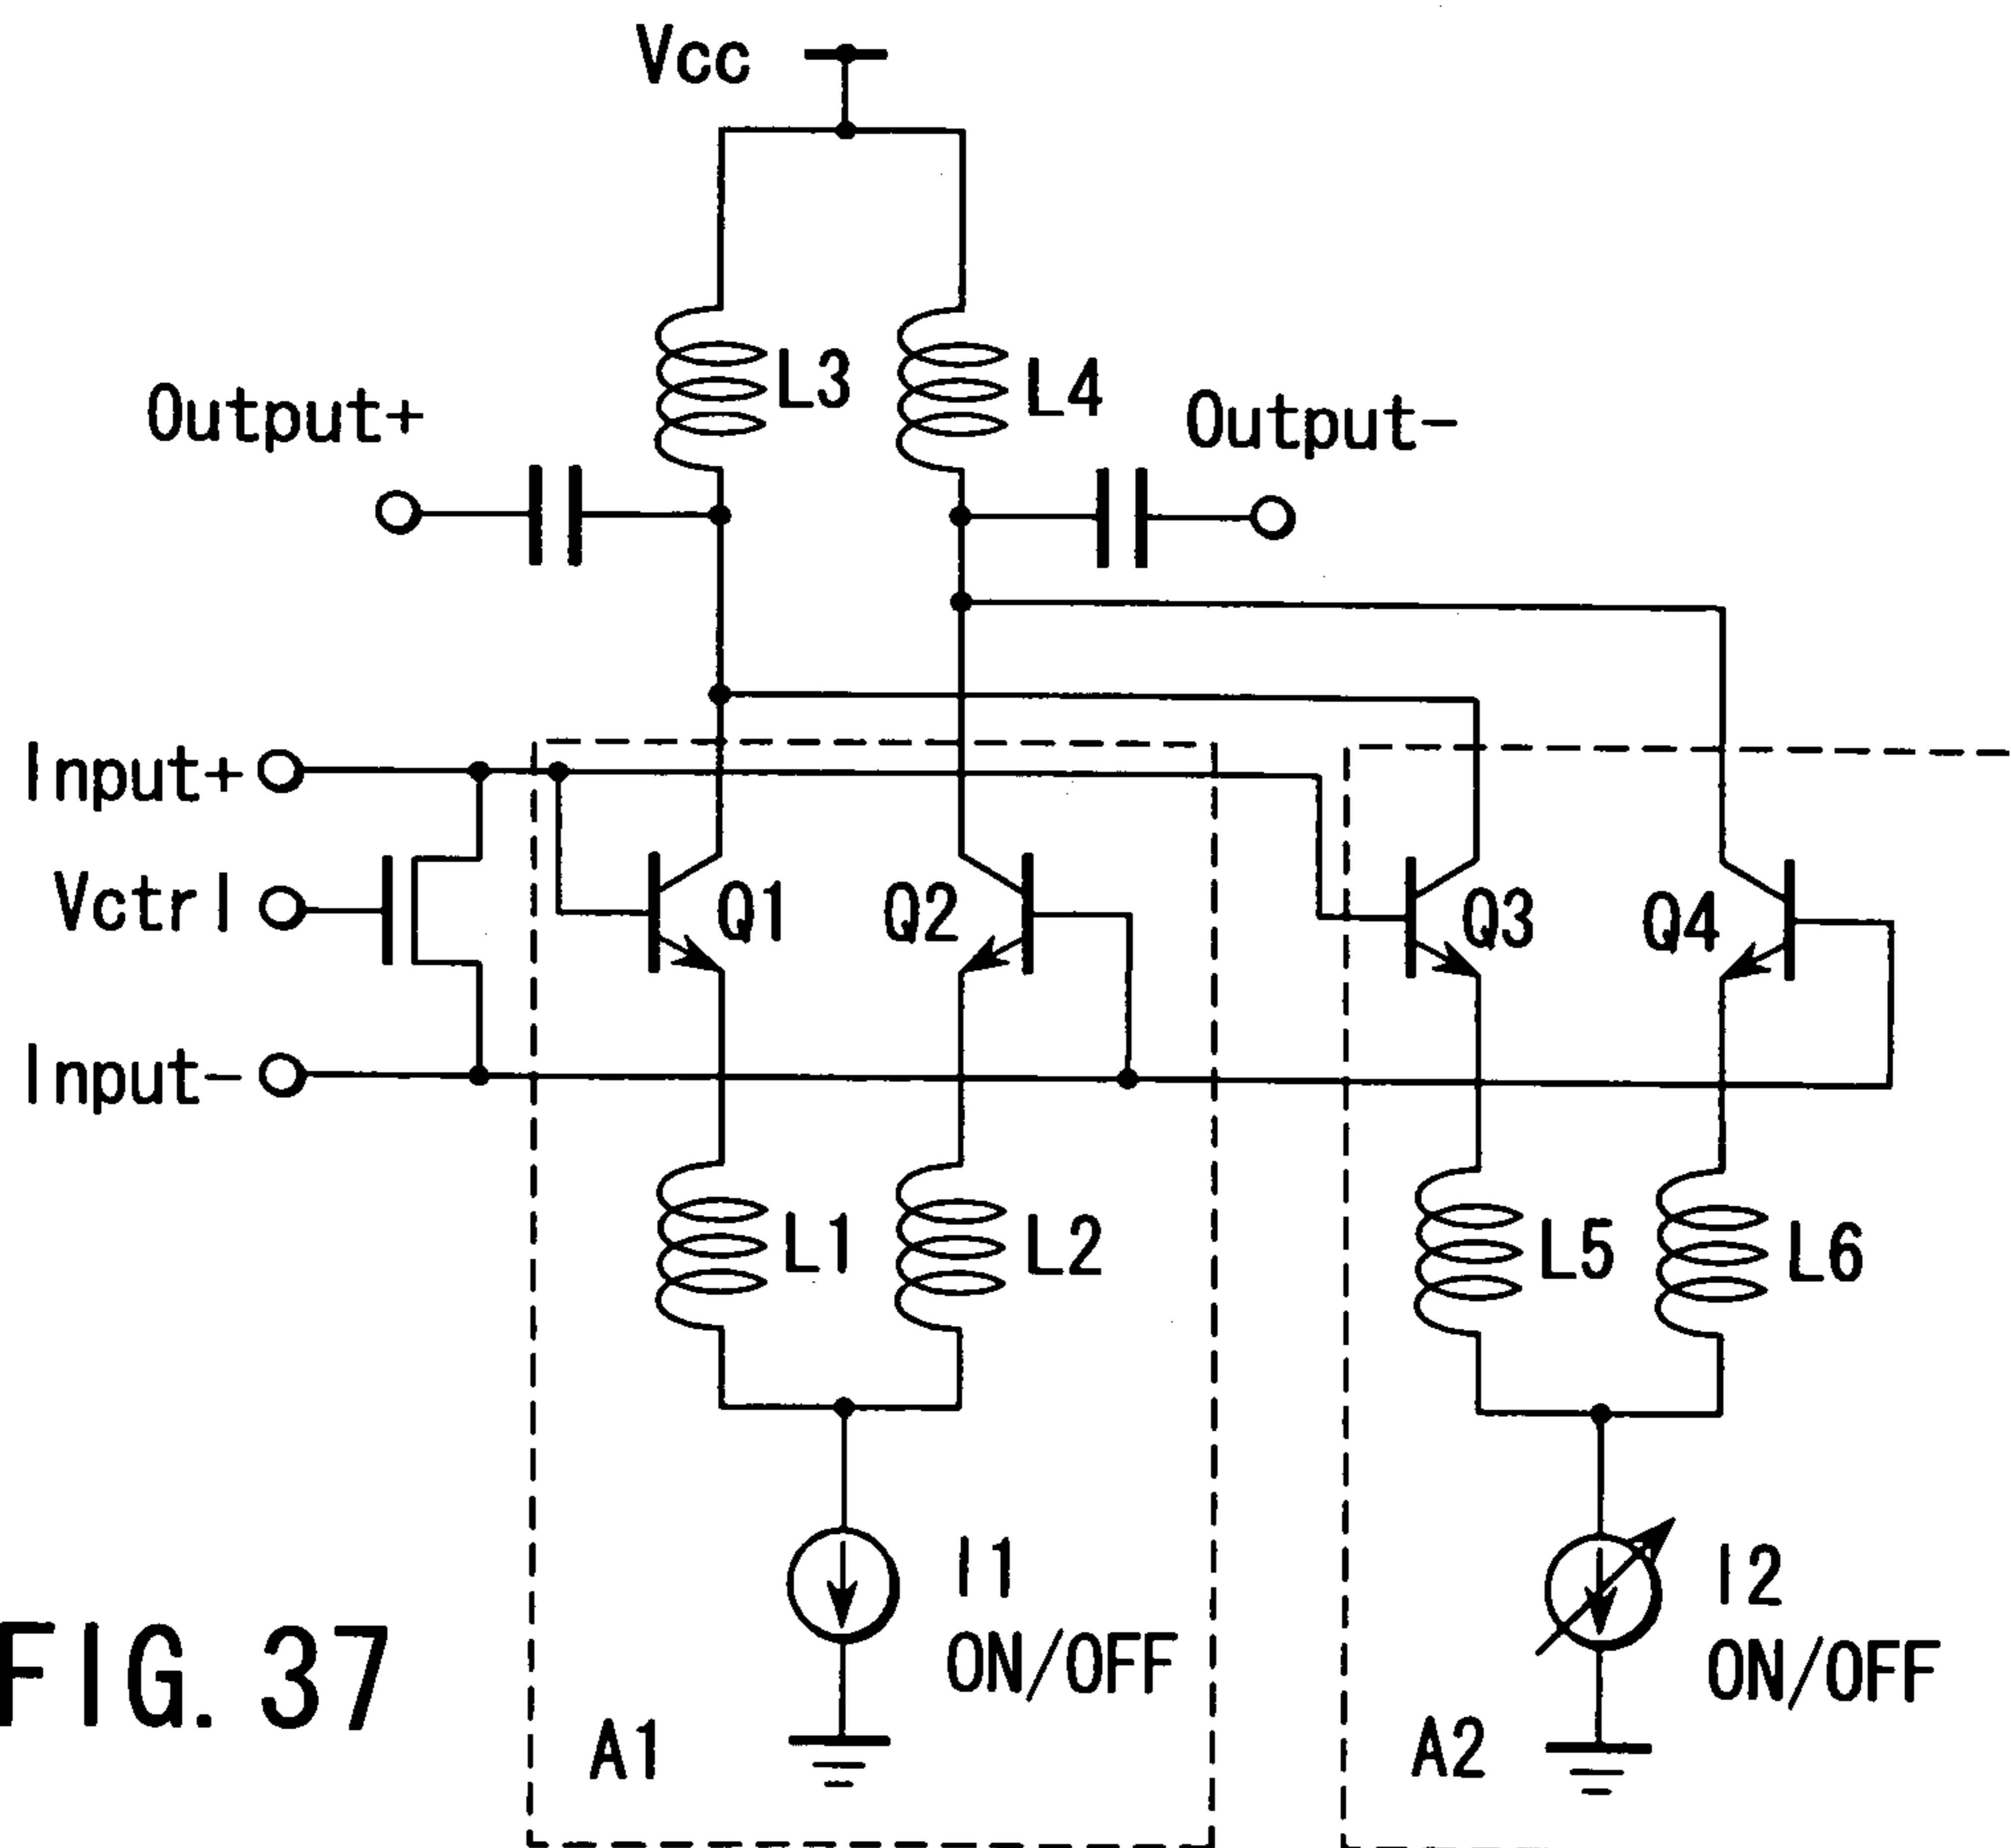 Vcc
L3
L4
Output+
Output-
Input+
Vctrl
Q1
Q2
Q3
Q4
Input-
L1
L2
L5
L6
I1
ON/OFF
I2
ON/OFF
FIG. 37
A1
A2